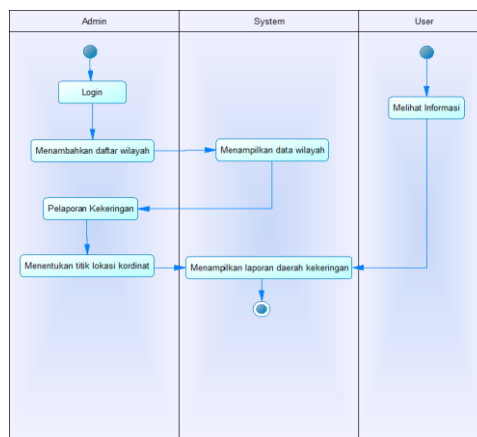 Admin
System
User
Login
Melihat Informasi
Menambahkan daftar wilayah
Menampilkan data wilayah
Pelaporan Kekeringan
Menentukan titik lokasi kordinat
Menampilkan laporan daerah kekeringan